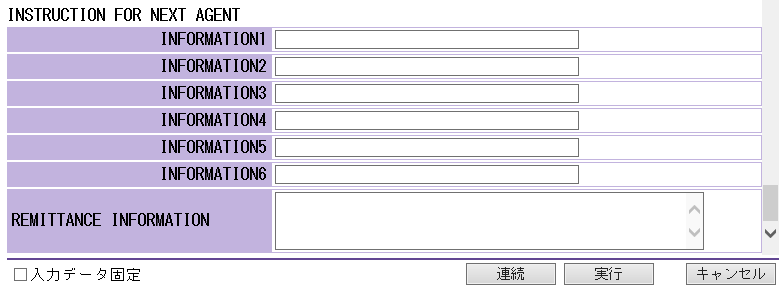 INSTRUCTION FOR NEXT AGENT
INFORMATION1
INFORMATION2
INFORMATION3
INFORMATION4
INFORMATION5
INFORMATION6
REMITTANCE INFORMATION
入力データ固定 連続 実行 キャンセル